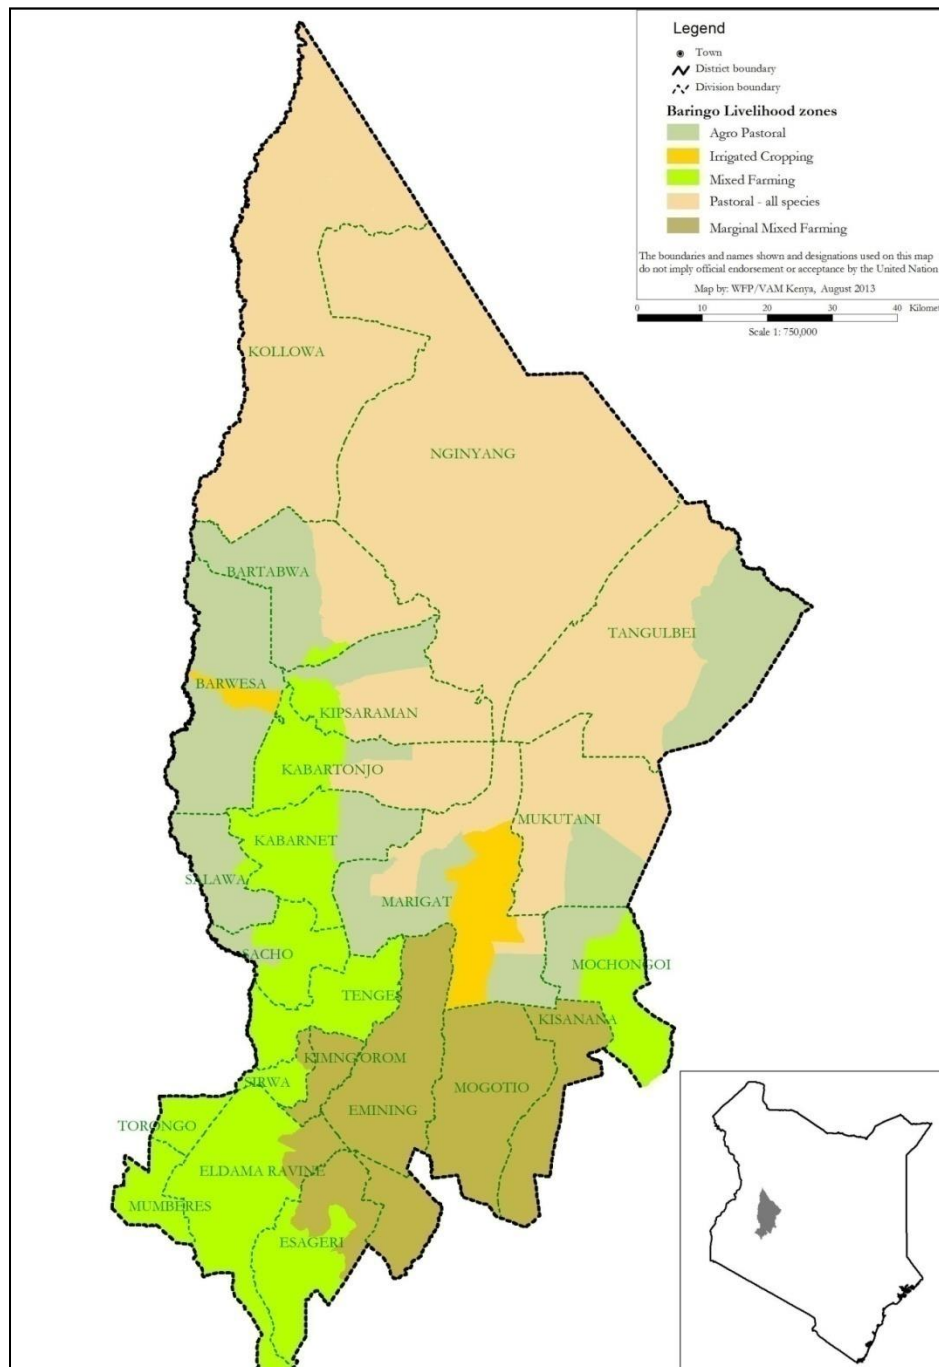 Legend
Town
District boundary
Division boundary
Baringo Livelihood zones
Agro Pastoral
Irrigated Cropping
Mixed Farming
Pastoral - all species
Marginal Mixed Farming
The boundaries and names shown and designations used on this map
do not imply official endorsement or acceptance by the United Nation
Map by: WFP/VAM Kenya, August 2013
0 10 20 30 40 Kilomet
Scale 1: 750,000
KOLLOWA
NGINYANG
BARTABWA
TANGULBEI
BARWESA
KIPSARAMAN
KABARTONJO
MUKUTANI
KABARNET
SALAWA
MARIGAT
SACHO
MOCHONGOI
TENGES
KISANANA
KIMNG'OROM
SIRWA
MOGOTIO
EMINING
TORONGO
ELDAMA RAVINE
MUMBERES
ESAGERI